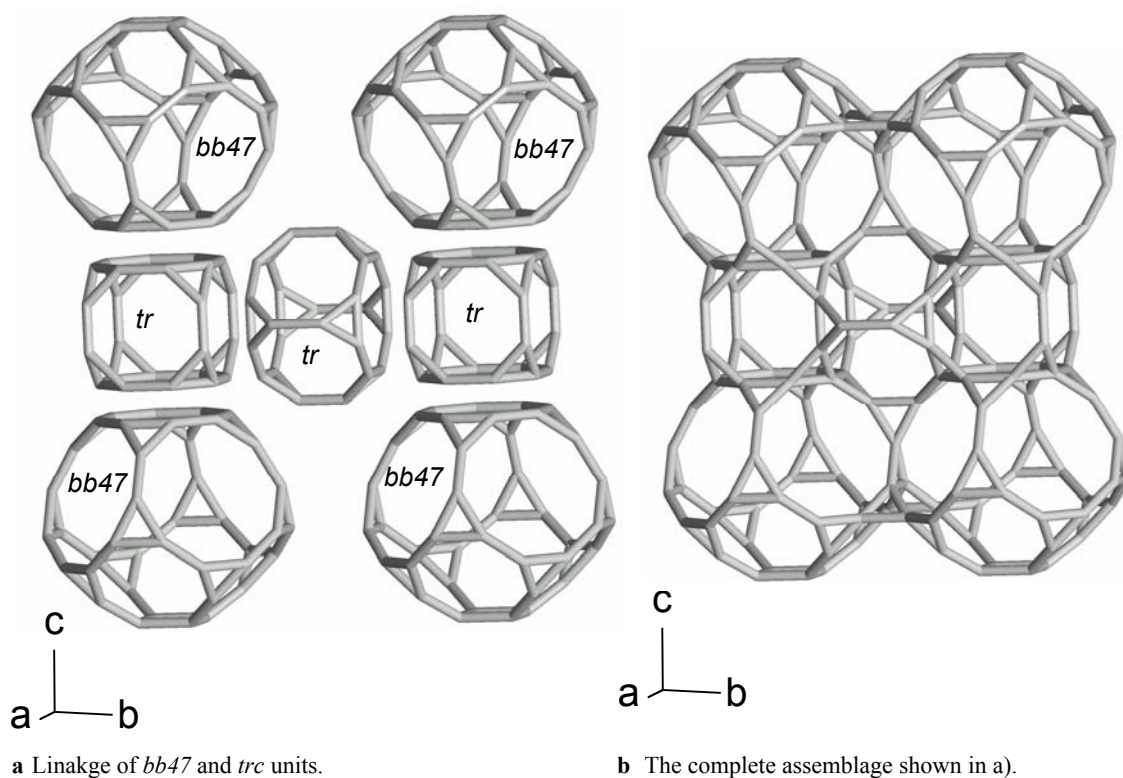 bb47
bb47
tr
tr
tr
bb47
bb47
c
a
b
c
a
b
a Linakge of bb47 and trc units.
b The complete assemblage shown in a).